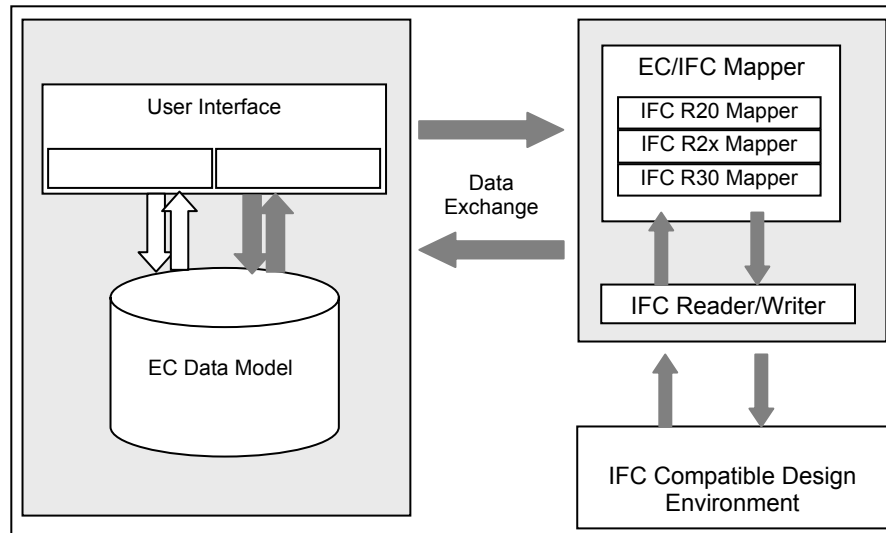 User Interface
EC Data Model
Data
Exchange
EC/IFC Mapper
IFC R20 Mapper
IFC R2x Mapper
IFC R30 Mapper
IFC Reader/Writer
IFC Compatible Design
Environment